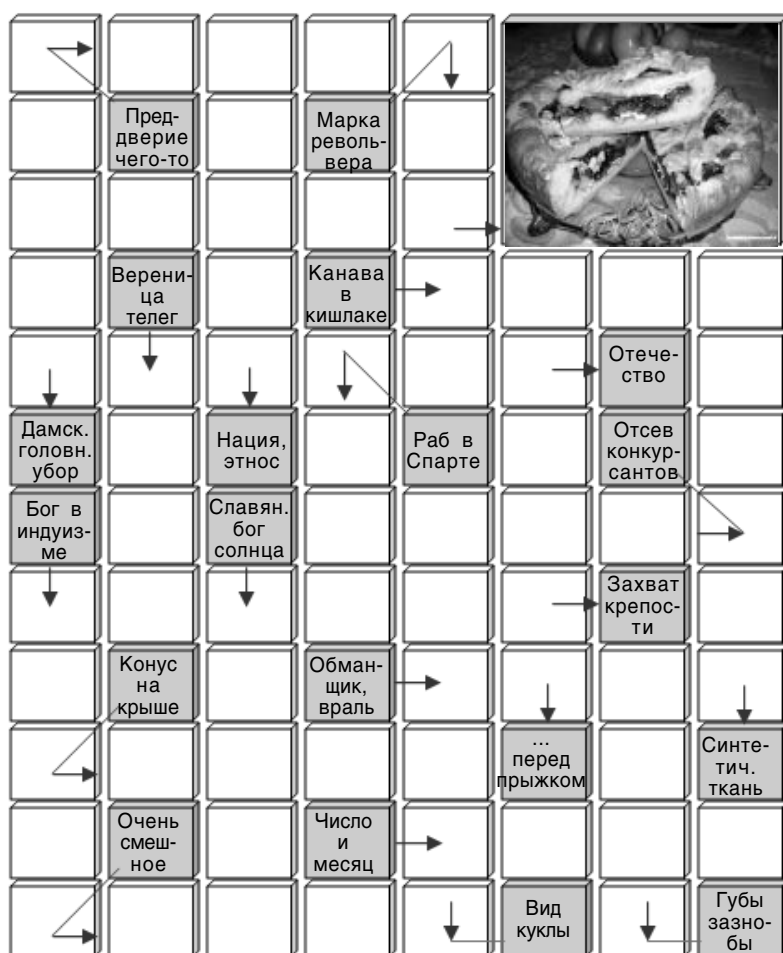 Пред-
дверие
чего-то
Марка
револь-
вера
Верени-
ца
телег
Канава
в
кишлаке
Отече-
ство
Дамск.
головн.
убор
Нация,
этнос
Раб в
Спарте
Отсев
конкур-
сантов
Бог в
индуиз-
ме
Славян.
бог
солнца
Захват
крепос-
ти
Конус
на
крыше
Обман-
щик,
враль
...
перед
прыжком
Синте-
тич.
ткань
Очень
смеш-
ное
Число
и
месяц
Вид
куклы
Губы
зазно-
бы